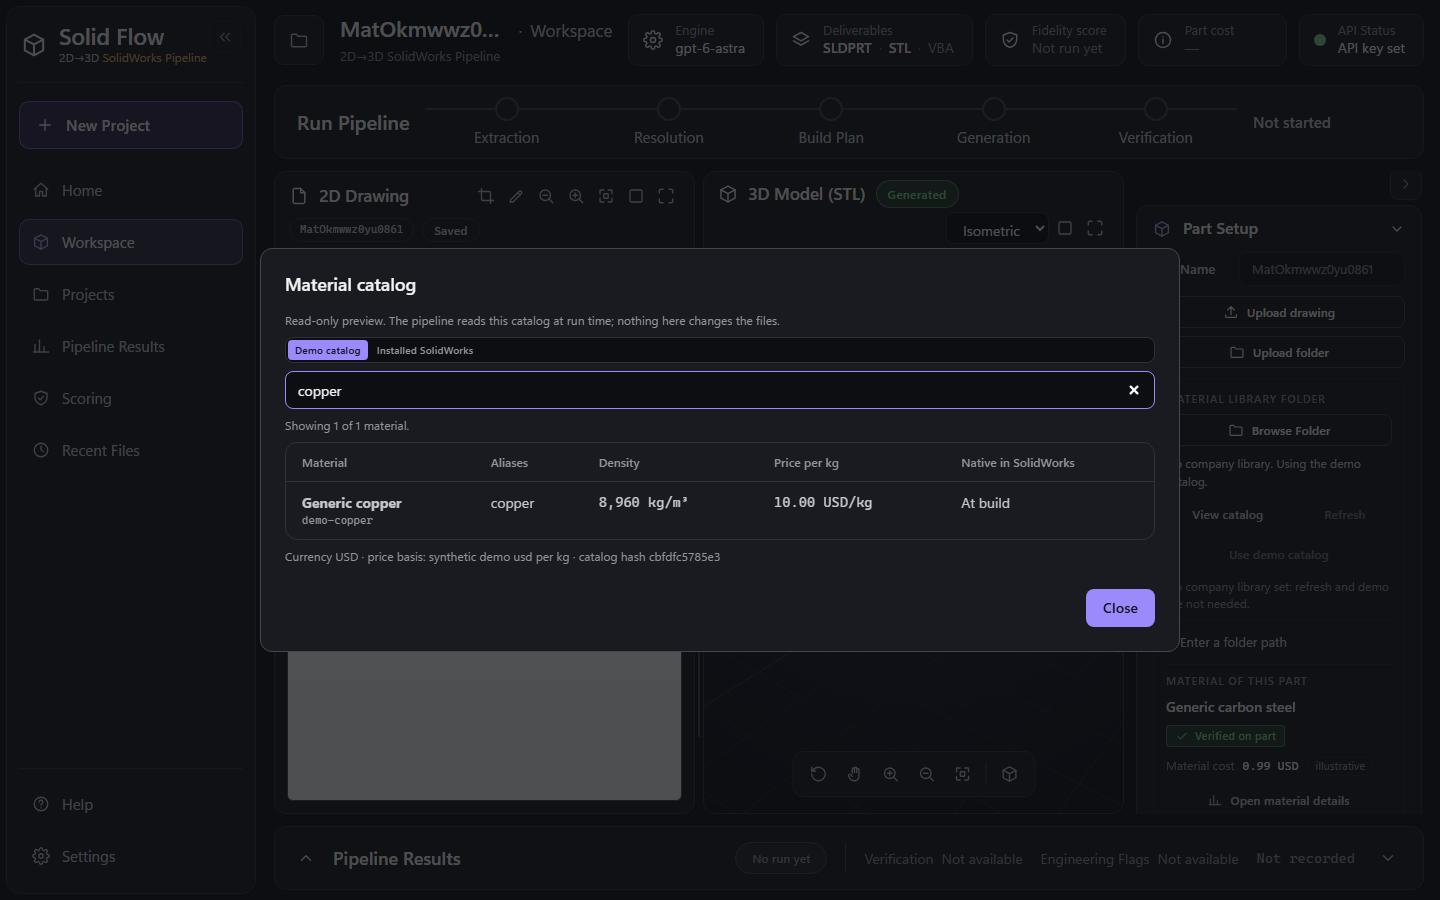 Solid Flow
2D→3D SolidWorks Pipeline
New Project
Home
Workspace
Projects
Pipeline Results
Scoring
Recent Files
Help
Settings
MatOkmwwz0... · Workspace
2D→3D SolidWorks Pipeline
Engine
gpt-6-astra
Deliverables
SLDPRT · STL · VBA
Fidelity score
Not run yet
Part cost
—
API Status
API key set
Run Pipeline
Extraction
Resolution
Build Plan
Generation
Verification
Not started
2D Drawing
MatOkmwwz0yu0861
Saved
3D Model (STL)
Generated
Isometric
Part Setup
Name
MatOkmwwz0yu0861
Upload drawing
Upload folder
ATERIAL LIBRARY FOLDER
Browse Folder
company library. Using the demo
talog.
View catalog
Refresh
Use demo catalog
company library set: refresh and demo
not needed.
Enter a folder path
MATERIAL OF THIS PART
Generic carbon steel
Verified on part
Material cost 0.99 USD illustrative
Open material details
Material catalog
Read-only preview. The pipeline reads this catalog at run time; nothing here changes the files.
Demo catalog Installed SolidWorks
copper
Showing 1 of 1 material.
Material Aliases Density Price per kg Native in SolidWorks
Generic copper copper 8,960 kg/m³ 10.00 USD/kg At build
demo-copper
Currency USD · price basis: synthetic demo usd per kg · catalog hash cbfdfc5785e3
Close
Pipeline Results
No run yet
Verification Not available
Engineering Flags Not available
Not recorded